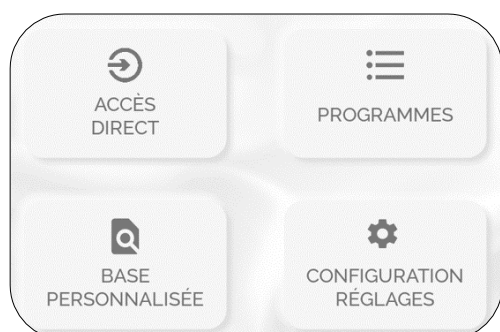 ACCÈS
DIRECT
PROGRAMMES
BASE
PERSONNALISÉE
CONFIGURATION
RÉGLAGES